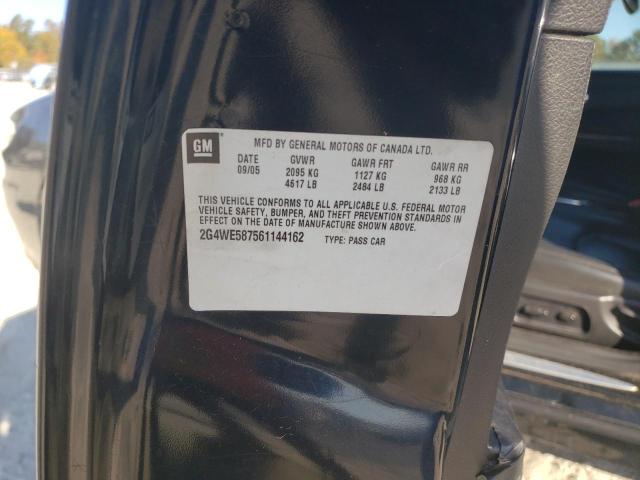 GM
MFD BY GENERAL MOTORS OF CANADA LTD.
DATE GVWR GAWR FRT GAWR RR
09/05 2095 KG 1127 KG 968 KG
4617 LB 2484 LB 2133 LB
THIS VEHICLE CONFORMS TO ALL APPLICABLE U.S. FEDERAL MOTOR
VEHICLE SAFETY, BUMPER, AND THEFT PREVENTION STANDARDS IN
EFFECT ON THE DATE OF MANUFACTURE SHOWN ABOVE.
2G4WE587561144162 TYPE: PASS CAR